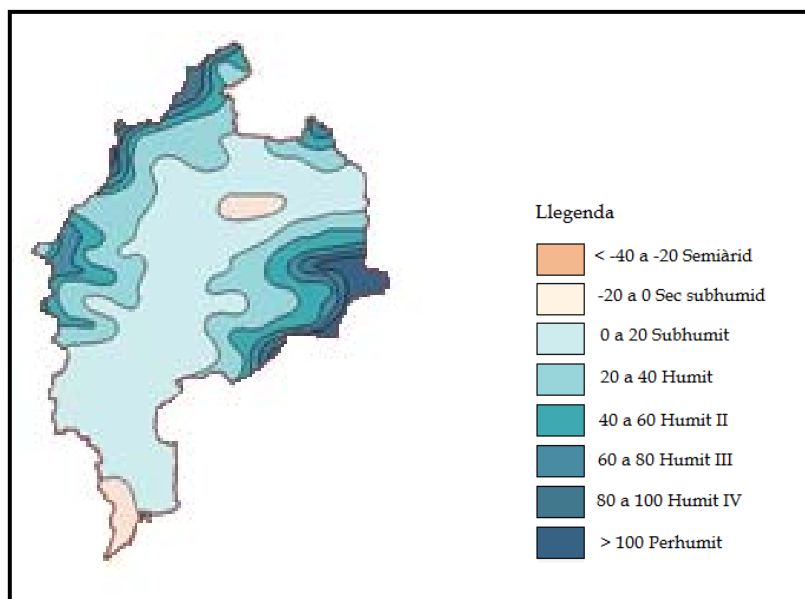 Llegenda
< -40 a -20 Semiàrid
-20 a 0 Sec subhumid
0 a 20 Subhumit
20 a 40 Humit
40 a 60 Humit II
60 a 80 Humit III
80 a 100 Humit IV
> 100 Perhumit